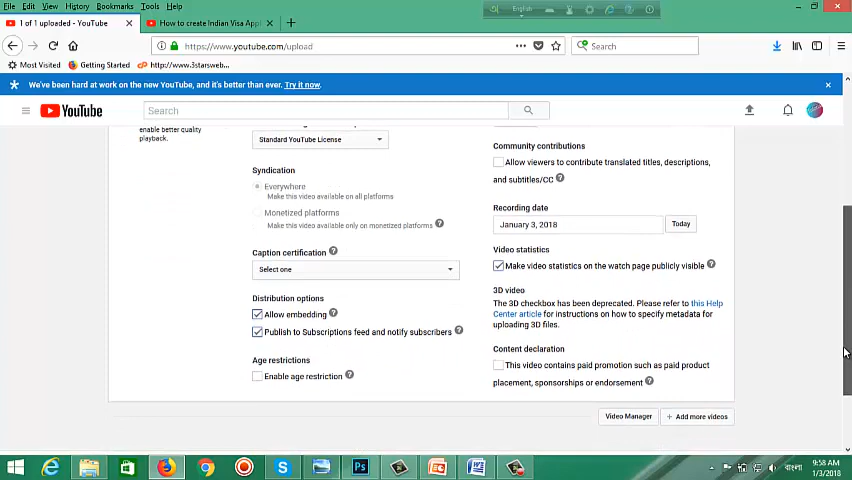 File Edit View History Bookmarks Tools Help
English
1 of 1 uploaded - YouTube
How to create Indian Visa Appl
https://www.youtube.com/upload
Search
Most Visited Getting Started http://www.3starsweb...
We've been hard at work on the new YouTube, and it's better than ever. Try it now.
YouTube
Search
enable better quality
playback.
Standard YouTube License
Syndication
Everywhere
Make this video available on all platforms
Monetized platforms
Make this video available only on monetized platforms
Caption certification
Select one
Distribution options
Allow embedding
Publish to Subscriptions feed and notify subscribers
Age restrictions
Enable age restriction
Community contributions
Allow viewers to contribute translated titles, descriptions,
and subtitles/CC
Recording date
January 3, 2018 Today
Video statistics
Make video statistics on the watch page publicly visible
3D video
The 3D checkbox has been deprecated. Please refer to this Help
Center article for instructions on how to specify metadata for
uploading 3D files.
Content declaration
This video contains paid promotion such as paid product
placement, sponsorships or endorsement
Video Manager + Add more videos
বাংলা
9:58 AM
1/3/2018